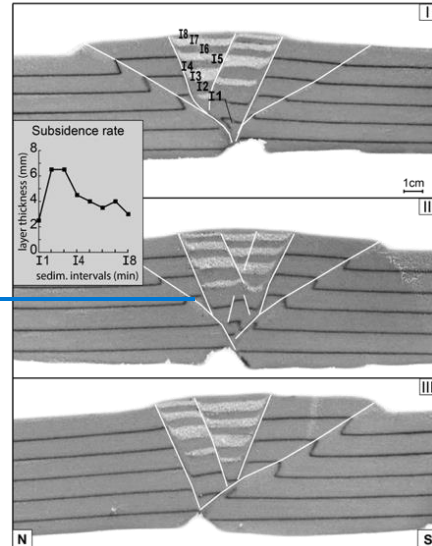 I
I8 I7
I6
I5
I4
I3
I2
I1
1cm
Subsidence rate
layer thickness (mm)
8
6
4
2
0
I1 I4 I8
sedim. intervals (min)
II
III
N S